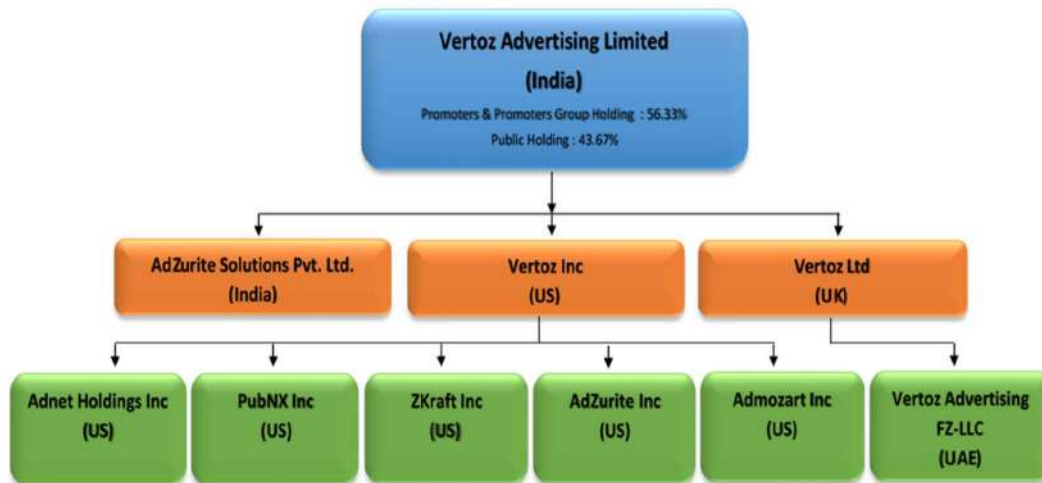 Vertoz Advertising Limited
(India)
Promoters & Promoters Group Holding : 56.33%
Public Holding : 43.67%
AdZurite Solutions Pvt. Ltd.
(India)
Vertoz Inc
(US)
Vertoz Ltd
(UK)
Adnet Holdings Inc
(US)
PubNX Inc
(US)
ZKraft Inc
(US)
AdZurite Inc
(US)
Admozart Inc
(US)
Vertoz Advertising
FZ-LLC
(UAE)